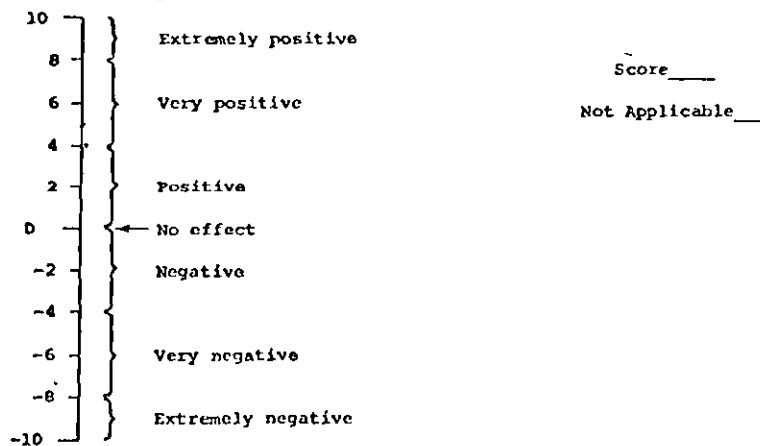 10
Extremely positive
8
Score____
6
Very positive
Not Applicable__
4
2
Positive
0
No effect
-2
Negative
-4
-6
Very negative
-8
Extremely negative
-10